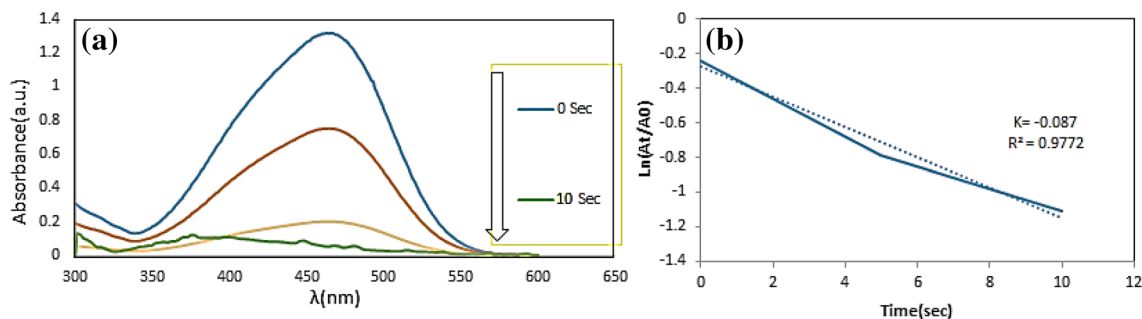 (a)
Absorbance(a.u.)
1.4
1.2
1
0.8
0.6
0.4
0.2
0
300 350 400 450 500 550 600 650
λ(nm)
0 Sec
10 Sec
(b)
Ln(At/A0)
0
-0.2
-0.4
-0.6
-0.8
-1
-1.2
-1.4
0 2 4 6 8 10 12
Time(sec)
K= -0.087
R² = 0.9772